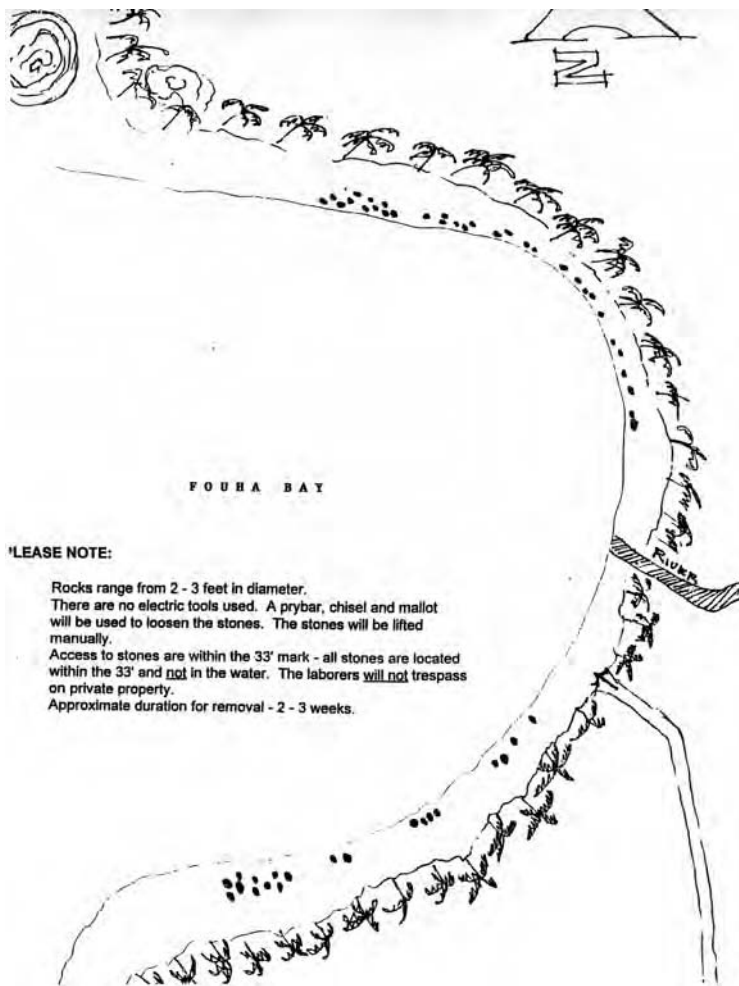 N
FOUHA BAY
RIVER
'LEASE NOTE:
Rocks range from 2 - 3 feet in diameter.
There are no electric tools used. A prybar, chisel and mallot
will be used to loosen the stones. The stones will be lifted
manually.
Access to stones are within the 33' mark - all stones are located
within the 33' and not in the water. The laborers will not trespass
on private property.
Approximate duration for removal - 2 - 3 weeks.